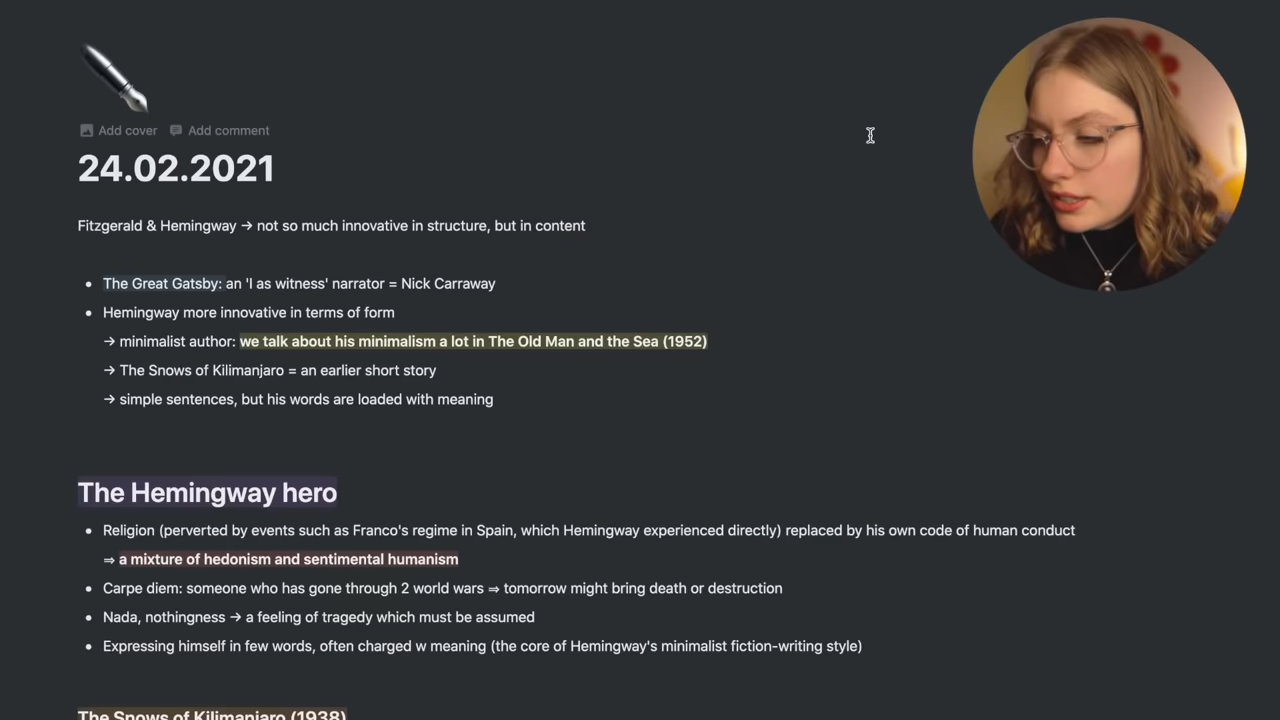 Add cover Add comment
24.02.2021
Fitzgerald & Hemingway → not so much innovative in structure, but in content
• The Great Gatsby: an 'I as witness' narrator = Nick Carraway
• Hemingway more innovative in terms of form
→ minimalist author: we talk about his minimalism a lot in The Old Man and the Sea (1952)
→ The Snows of Kilimanjaro = an earlier short story
→ simple sentences, but his words are loaded with meaning
The Hemingway hero
• Religion (perverted by events such as Franco's regime in Spain, which Hemingway experienced directly) replaced by his own code of human conduct
⇒ a mixture of hedonism and sentimental humanism
• Carpe diem: someone who has gone through 2 world wars ⇒ tomorrow might bring death or destruction
• Nada, nothingness → a feeling of tragedy which must be assumed
• Expressing himself in few words, often charged w meaning (the core of Hemingway's minimalist fiction-writing style)
The Snows of Kilimanjaro (1938)